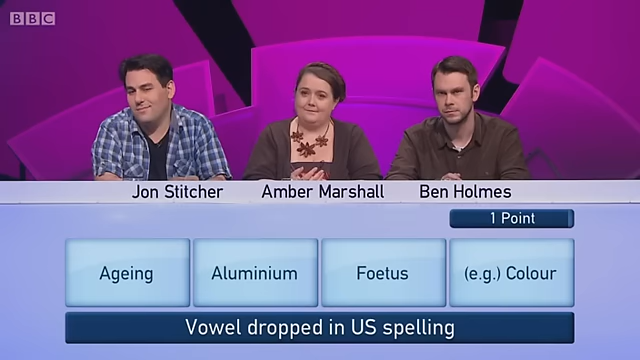 BBC
Jon Stitcher Amber Marshall Ben Holmes
1 Point
Ageing Aluminium Foetus (e.g.) Colour
Vowel dropped in US spelling